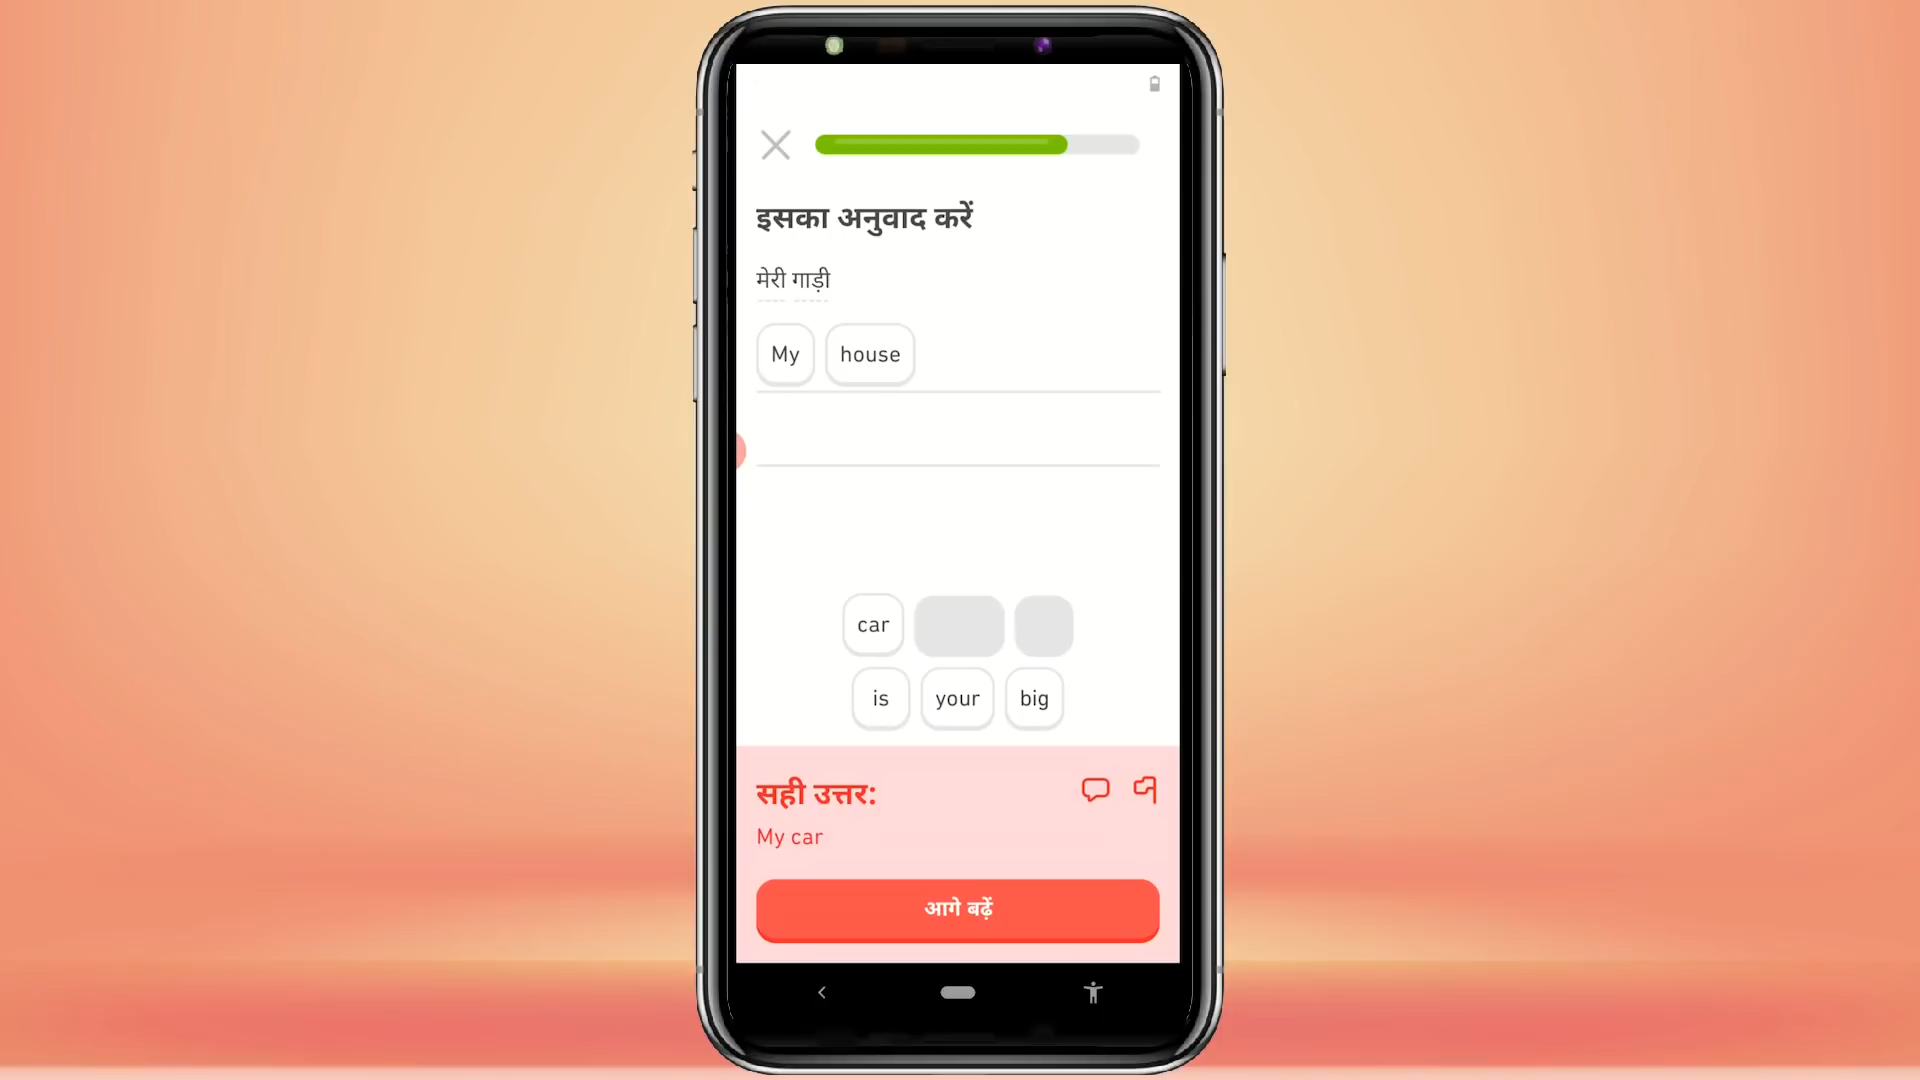 इसका अनुवाद करें
मेरी गाड़ी
My house
car
is your big
सही उत्तर:
My car
आगे बढ़ें